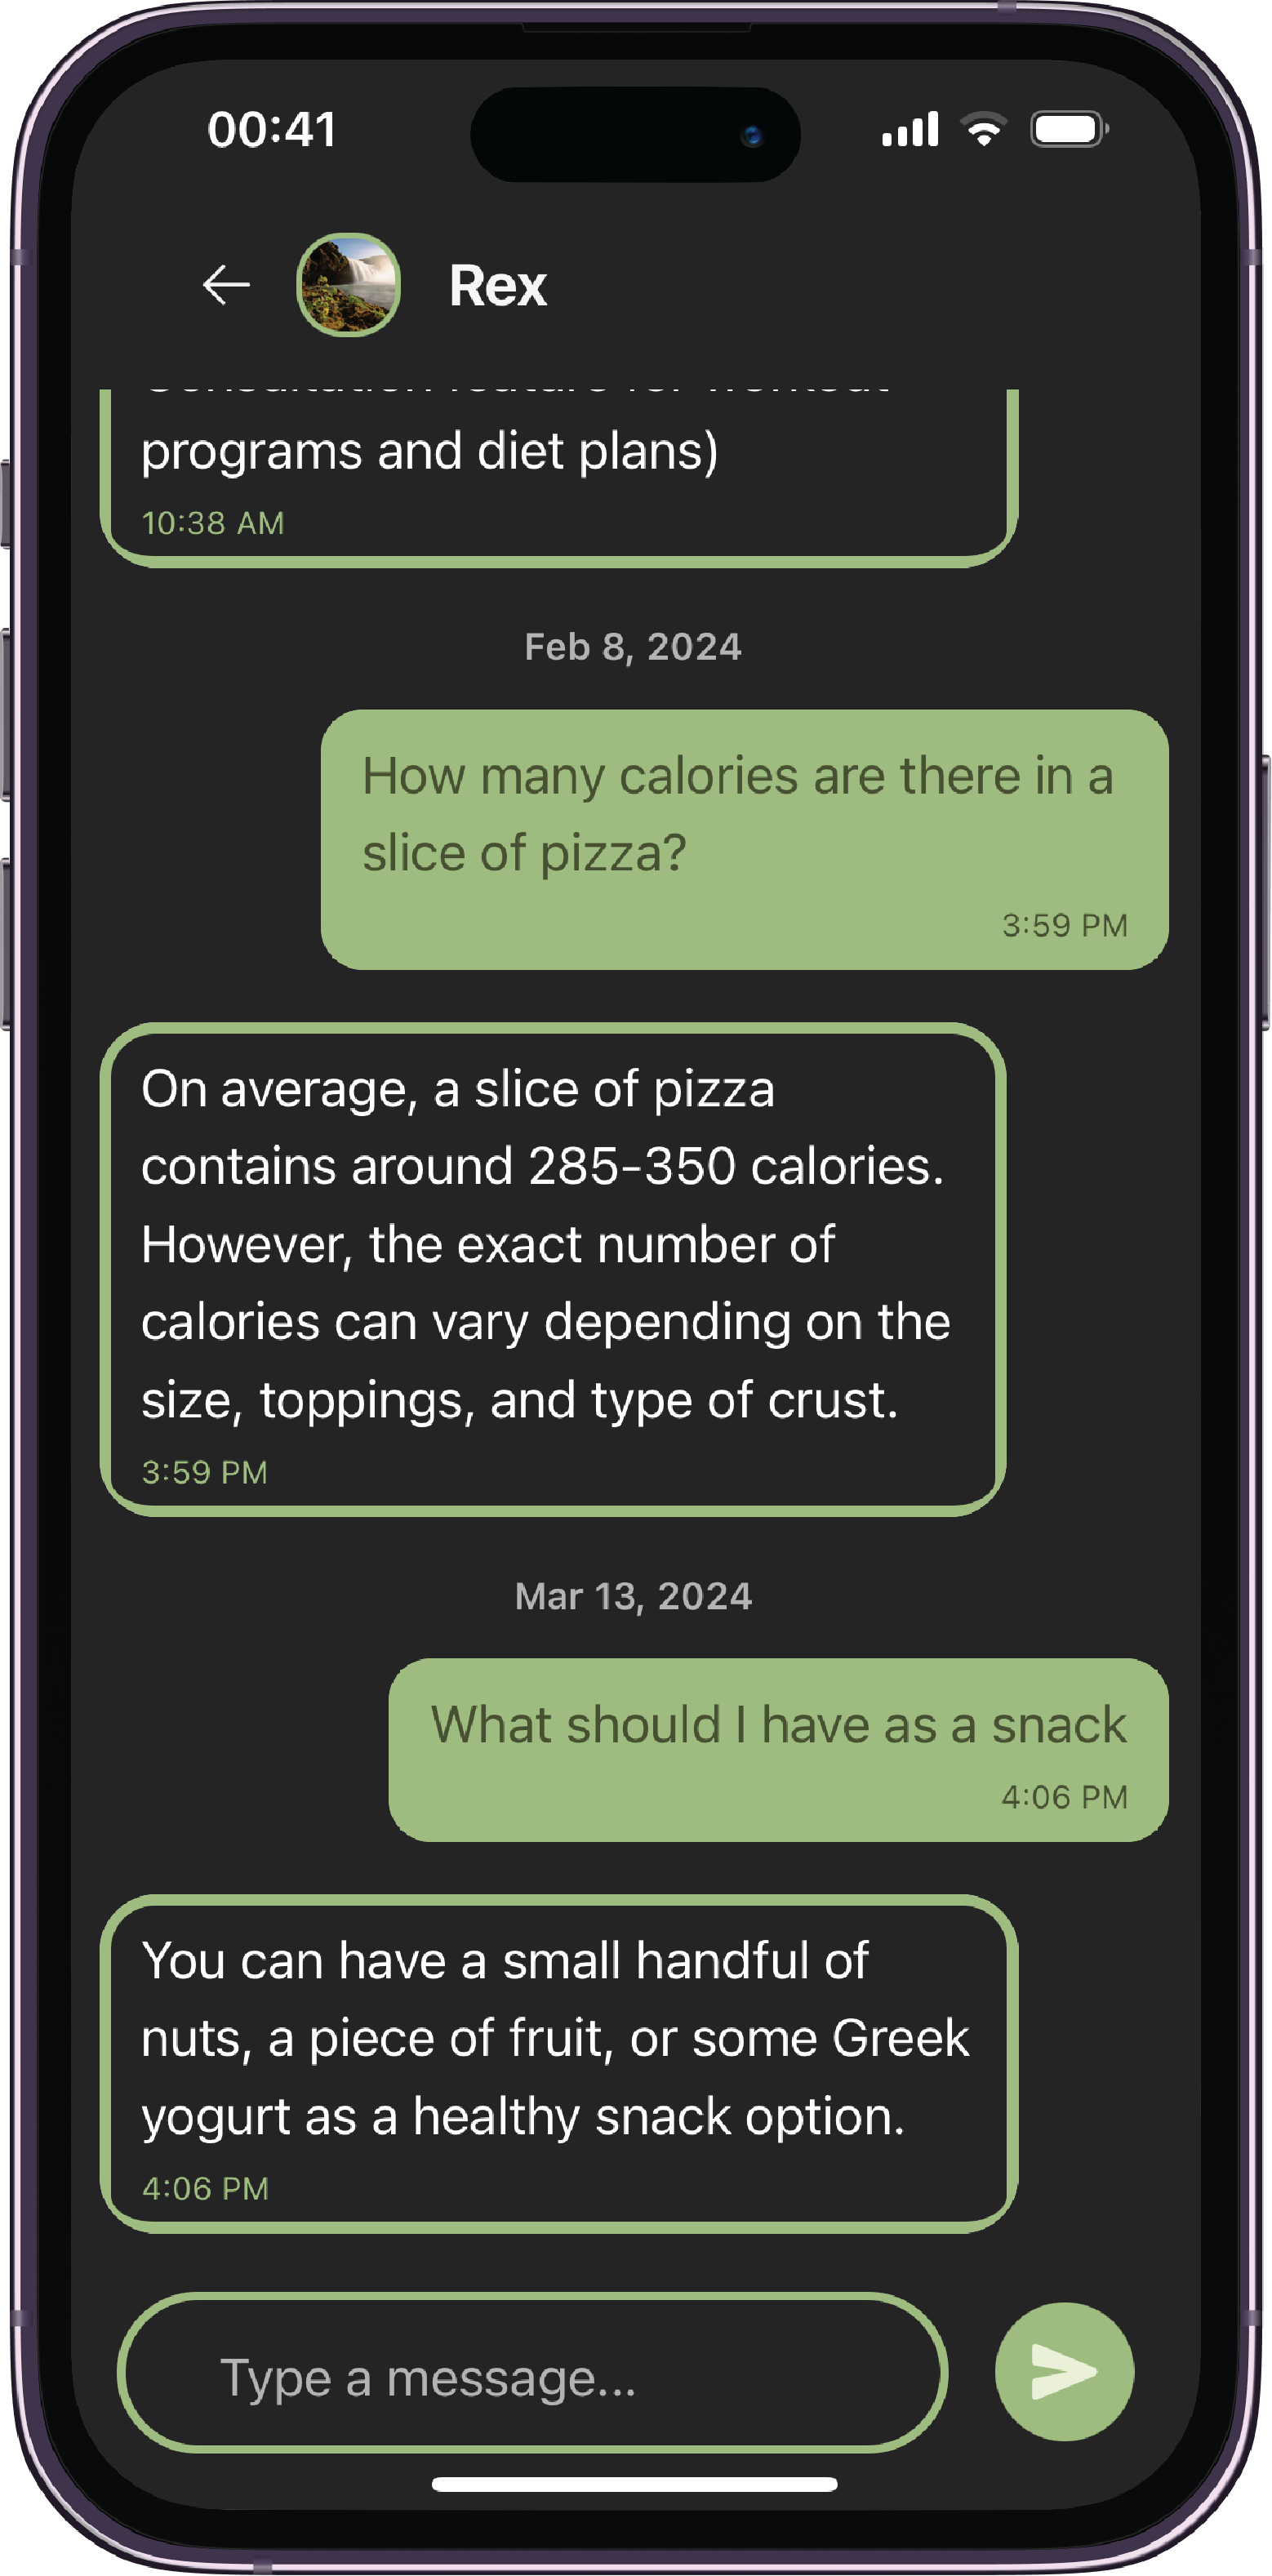 00:41
Rex
programs and diet plans)
10:38 AM
Feb 8, 2024
How many calories are there in a
slice of pizza?
3:59 PM
On average, a slice of pizza
contains around 285-350 calories.
However, the exact number of
calories can vary depending on the
size, toppings, and type of crust.
3:59 PM
Mar 13, 2024
What should I have as a snack
4:06 PM
You can have a small handful of
nuts, a piece of fruit, or some Greek
yogurt as a healthy snack option.
4:06 PM
Type a message...